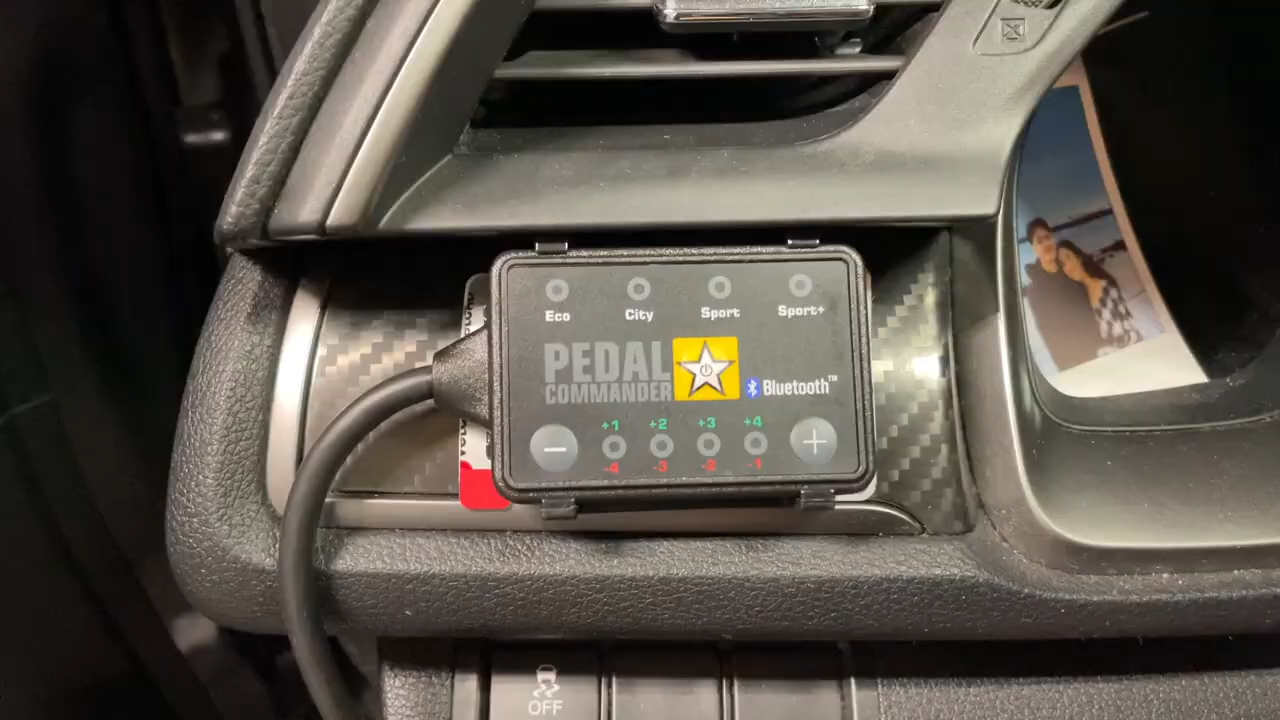 Eco City Sport Sport+
PEDAL
COMMANDER
Bluetooth™
+1 +2 +3 +4
− +
-4 -3 -2 -1
OFF